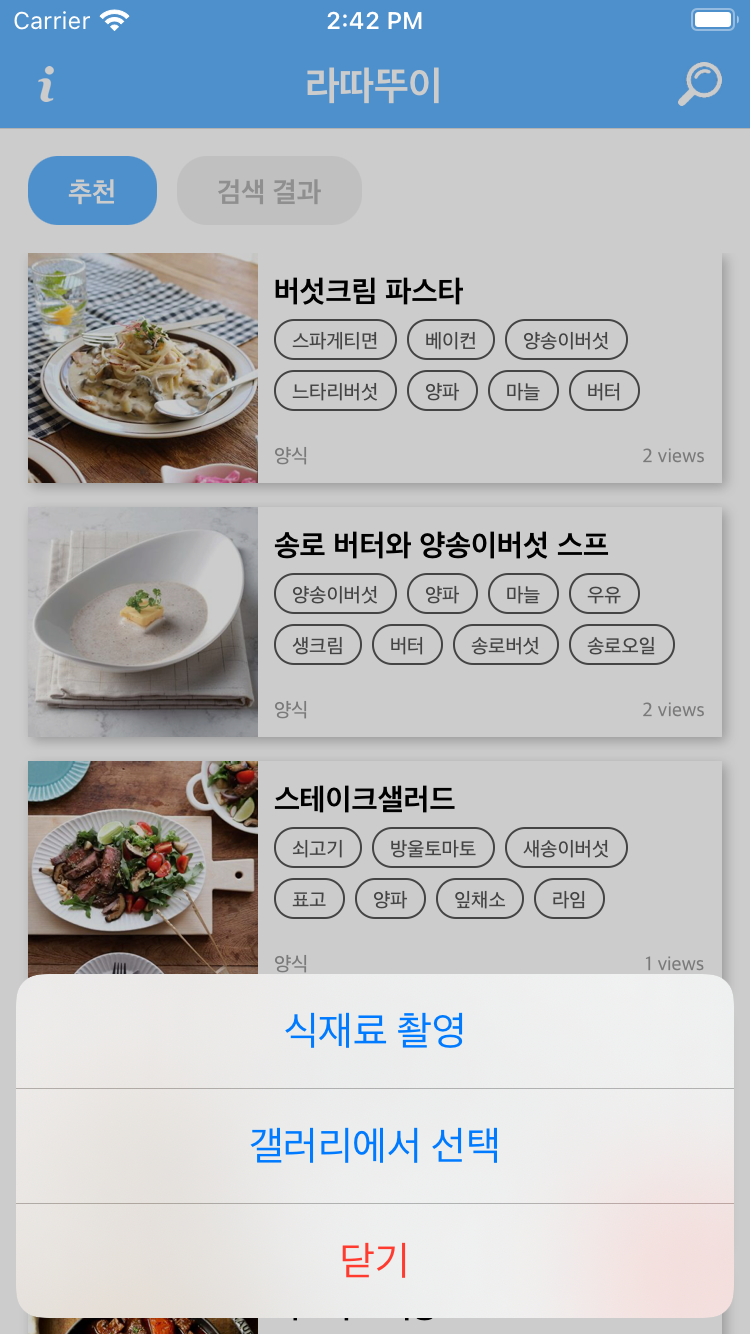 Carrier 2:42 PM
라따뚜이
추천 검색 결과
버섯크림 파스타
스파게티면 베이컨 양송이버섯
느타리버섯 양파 마늘 버터
양식 2 views
송로 버터와 양송이버섯 스프
양송이버섯 양파 마늘 우유
생크림 버터 송로버섯 송로오일
양식 2 views
스테이크샐러드
쇠고기 방울토마토 새송이버섯
표고 양파 잎채소 라임
양식 1 views
식재료 촬영
갤러리에서 선택
닫기